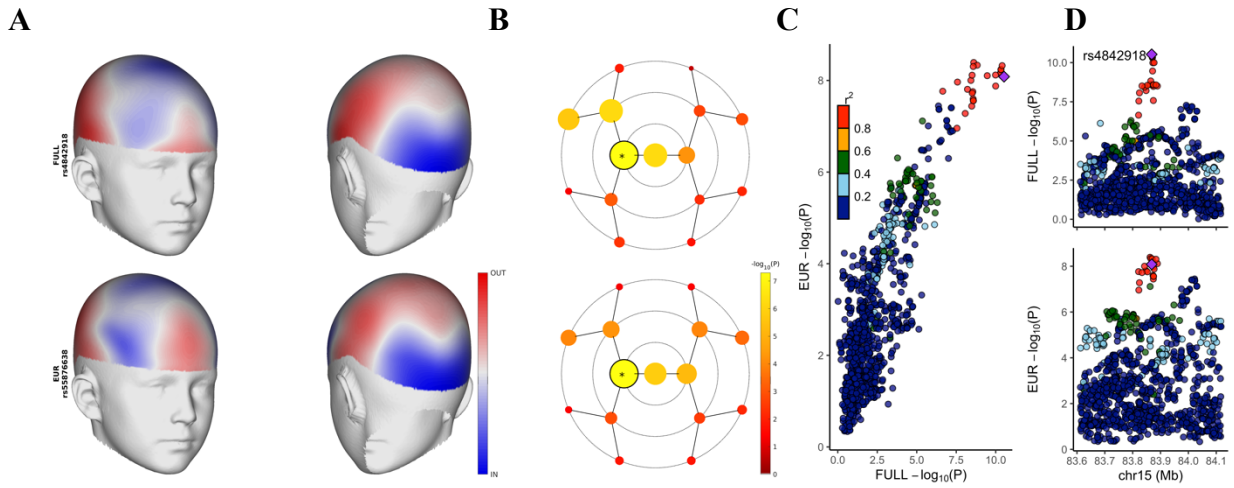 A
B
C
D
FULL
rs4842918
EUR
rs55876638
OUT
IN
*
*
-log10(P)
7
6
5
4
3
2
1
0
EUR −log10(P)
8
6
4
2
0
r2
0.8
0.6
0.4
0.2
0.0
2.5
5.0
7.5
10.0
FULL −log10(P)
rs4842918
FULL −log10(P)
10.0
7.5
5.0
2.5
0.0
EUR −log10(P)
8
6
4
2
0
83.6
83.7
83.8
83.9
84.0
84.1
chr15 (Mb)